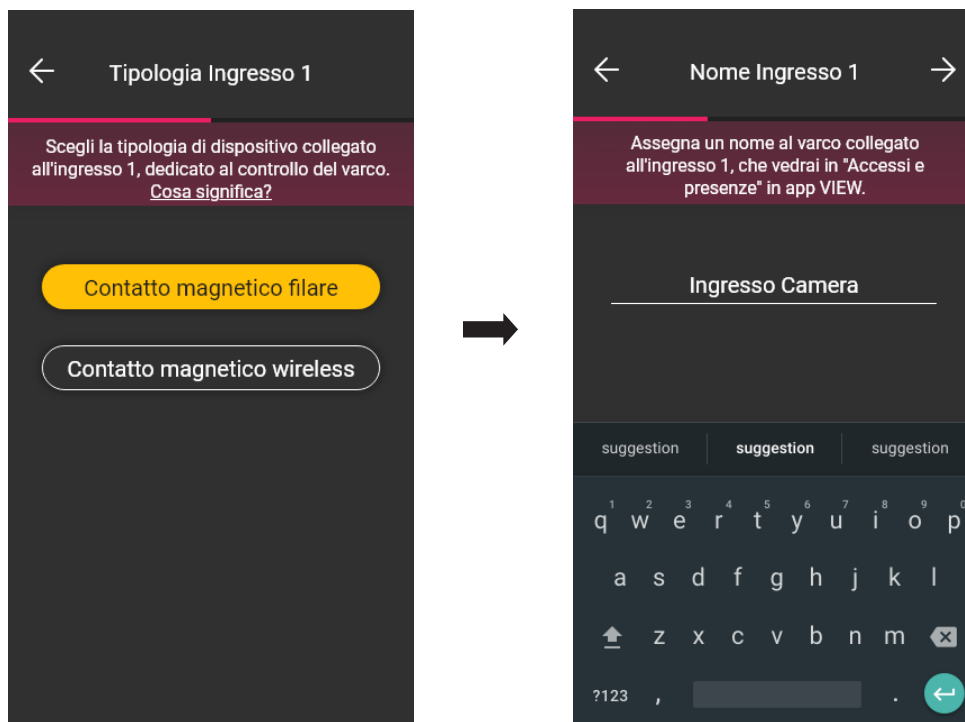 Tipologia Ingresso 1
Scegli la tipologia di dispositivo collegato
all'ingresso 1, dedicato al controllo del varco.
Cosa significa?
Contatto magnetico filare
Contatto magnetico wireless
Nome Ingresso 1
Assegna un nome al varco collegato
all'ingresso 1, che vedrai in "Accessi e
presenze" in app VIEW.
Ingresso Camera
suggestion suggestion suggestion
1 2 3 4 5 6 7 8 9 0
q w e r t y u i o p
a s d f g h j k l
z x c v b n m
?123 , .